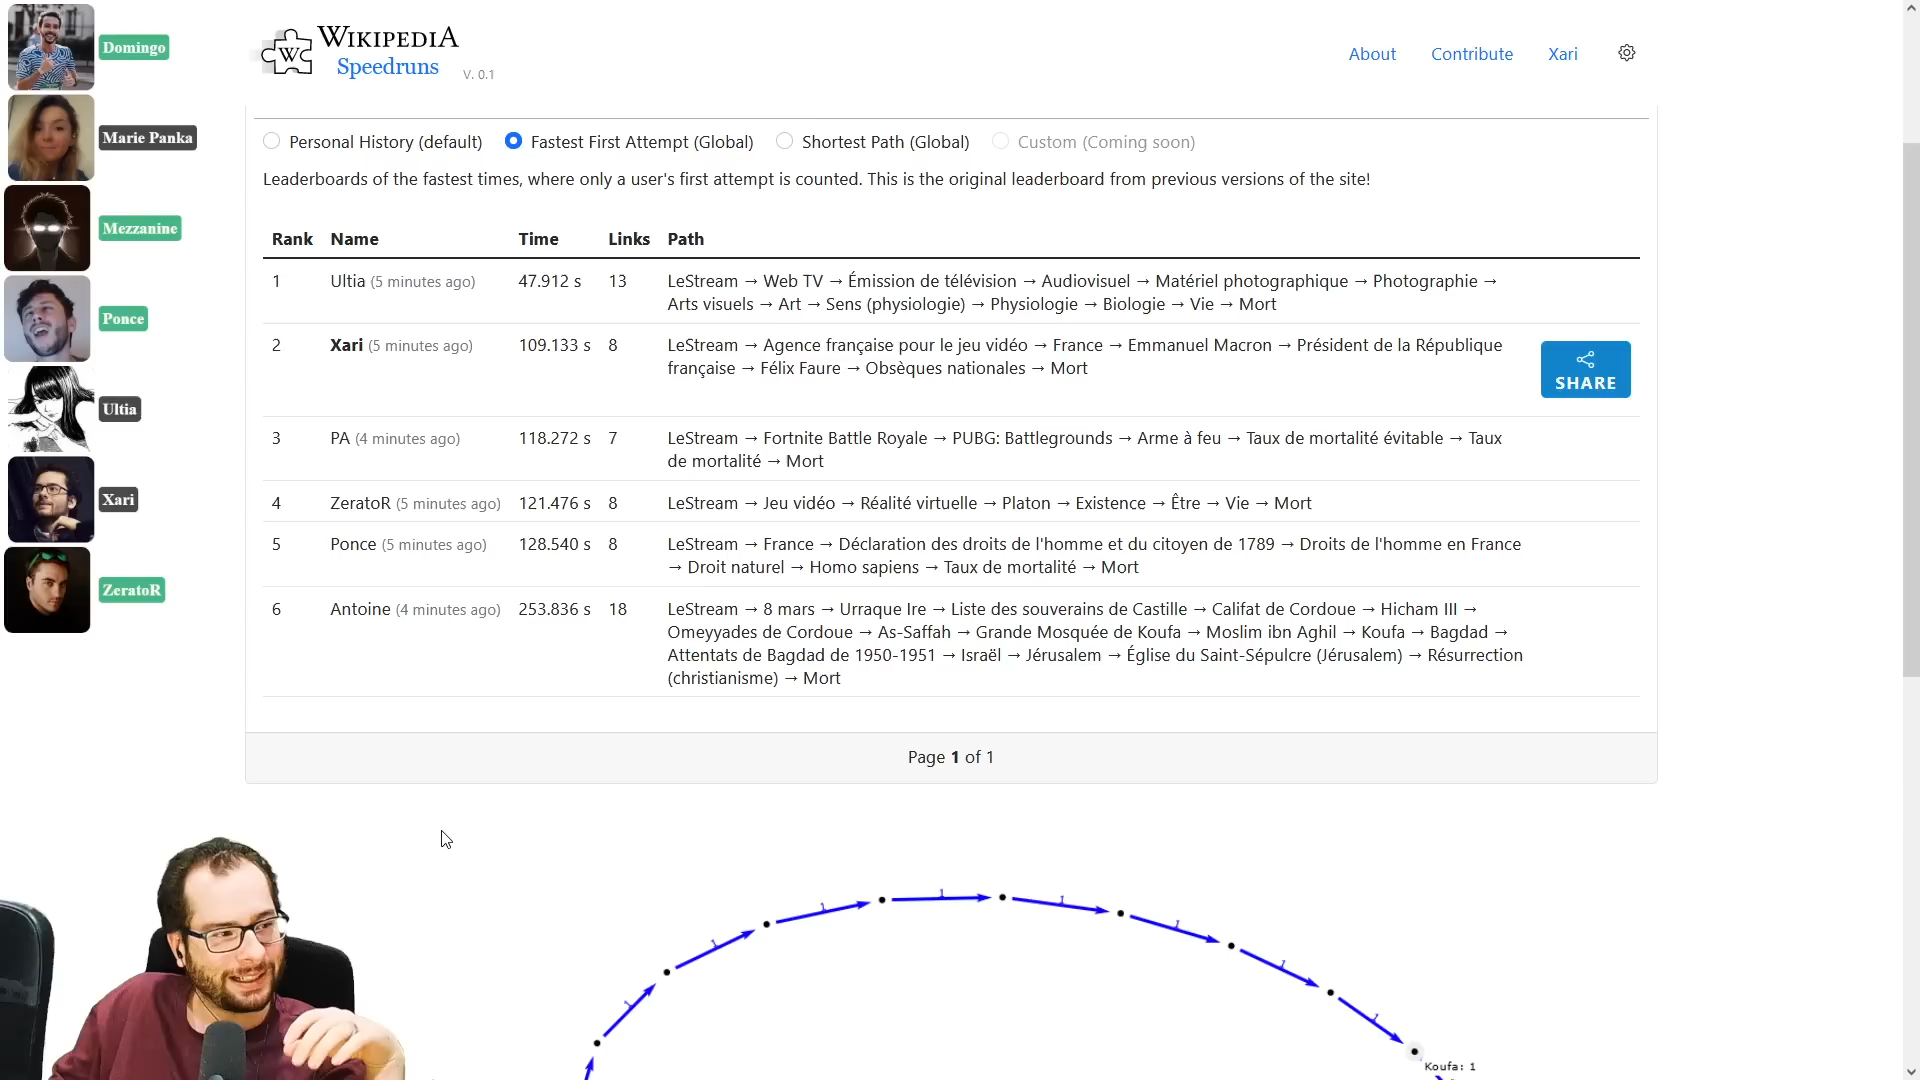 Domingo
Marie Panka
Mezzanine
Ponce
Ultia
Xari
ZeratoR
W
WIKIPEDIA
Speedruns
V. 0.1
About
Contribute
Xari
Personal History (default)
Fastest First Attempt (Global)
Shortest Path (Global)
Custom (Coming soon)
Leaderboards of the fastest times, where only a user's first attempt is counted. This is the original leaderboard from previous versions of the site!
Rank Name Time Links Path
1 Ultia (5 minutes ago) 47.912 s 13 LeStream → Web TV → Émission de télévision → Audiovisuel → Matériel photographique → Photographie →
Arts visuels → Art → Sens (physiologie) → Physiologie → Biologie → Vie → Mort
2 Xari (5 minutes ago) 109.133 s 8 LeStream → Agence française pour le jeu vidéo → France → Emmanuel Macron → Président de la République
française → Félix Faure → Obsèques nationales → Mort
SHARE
3 PA (4 minutes ago) 118.272 s 7 LeStream → Fortnite Battle Royale → PUBG: Battlegrounds → Arme à feu → Taux de mortalité évitable → Taux
de mortalité → Mort
4 ZeratoR (5 minutes ago) 121.476 s 8 LeStream → Jeu vidéo → Réalité virtuelle → Platon → Existence → Être → Vie → Mort
5 Ponce (5 minutes ago) 128.540 s 8 LeStream → France → Déclaration des droits de l'homme et du citoyen de 1789 → Droits de l'homme en France
→ Droit naturel → Homo sapiens → Taux de mortalité → Mort
6 Antoine (4 minutes ago) 253.836 s 18 LeStream → 8 mars → Urraque Ire → Liste des souverains de Castille → Califat de Cordoue → Hicham III →
Omeyyades de Cordoue → As-Saffah → Grande Mosquée de Koufa → Moslim ibn Aghil → Koufa → Bagdad →
Attentats de Bagdad de 1950-1951 → Israël → Jérusalem → Église du Saint-Sépulcre (Jérusalem) → Résurrection
(christianisme) → Mort
Page 1 of 1
1
1
1
1
1
1
1
1
Koufa: 1